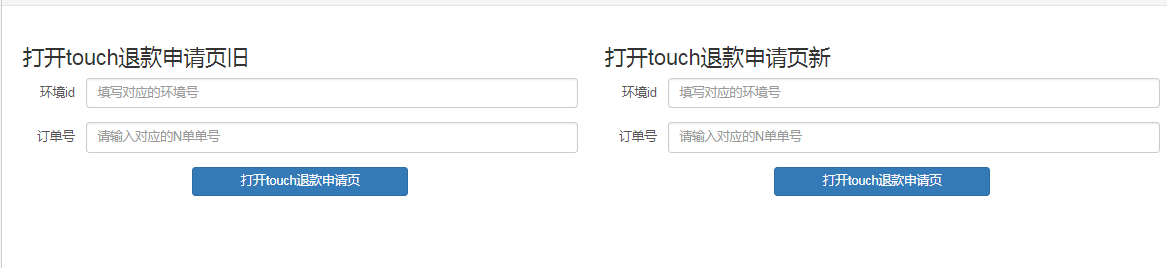 打开touch退款申请页旧
环境id 填写对应的环境号
订单号 请输入对应的N单单号
打开touch退款申请页
打开touch退款申请页新
环境id 填写对应的环境号
订单号 请输入对应的N单单号
打开touch退款申请页